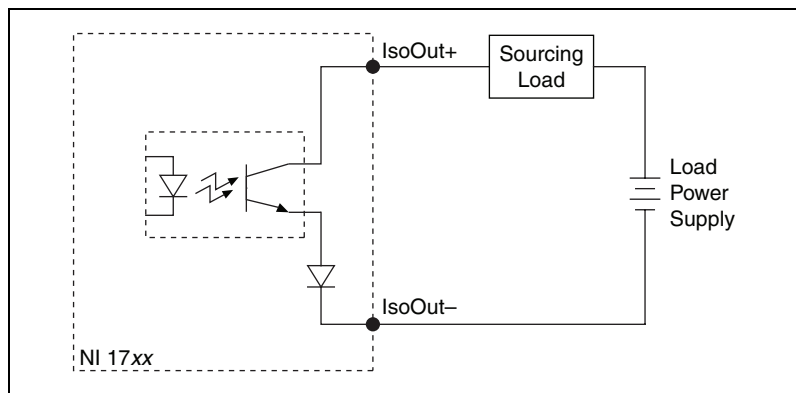 IsoOut+
Sourcing
Load
Load
Power
Supply
IsoOut–
NI 17xx